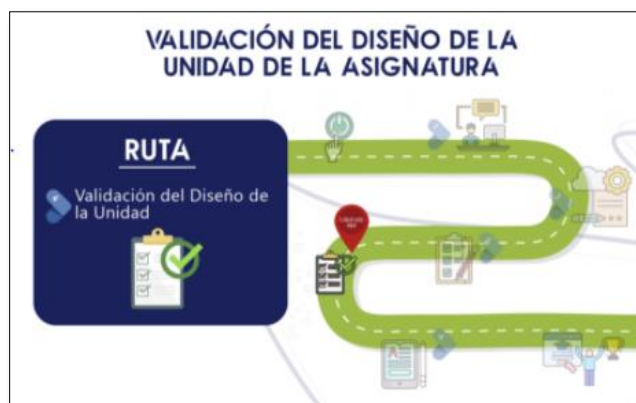 VALIDACIÓN DEL DISEÑO DE LA
UNIDAD DE LA ASIGNATURA
RUTA
Validación del Diseño de
la Unidad